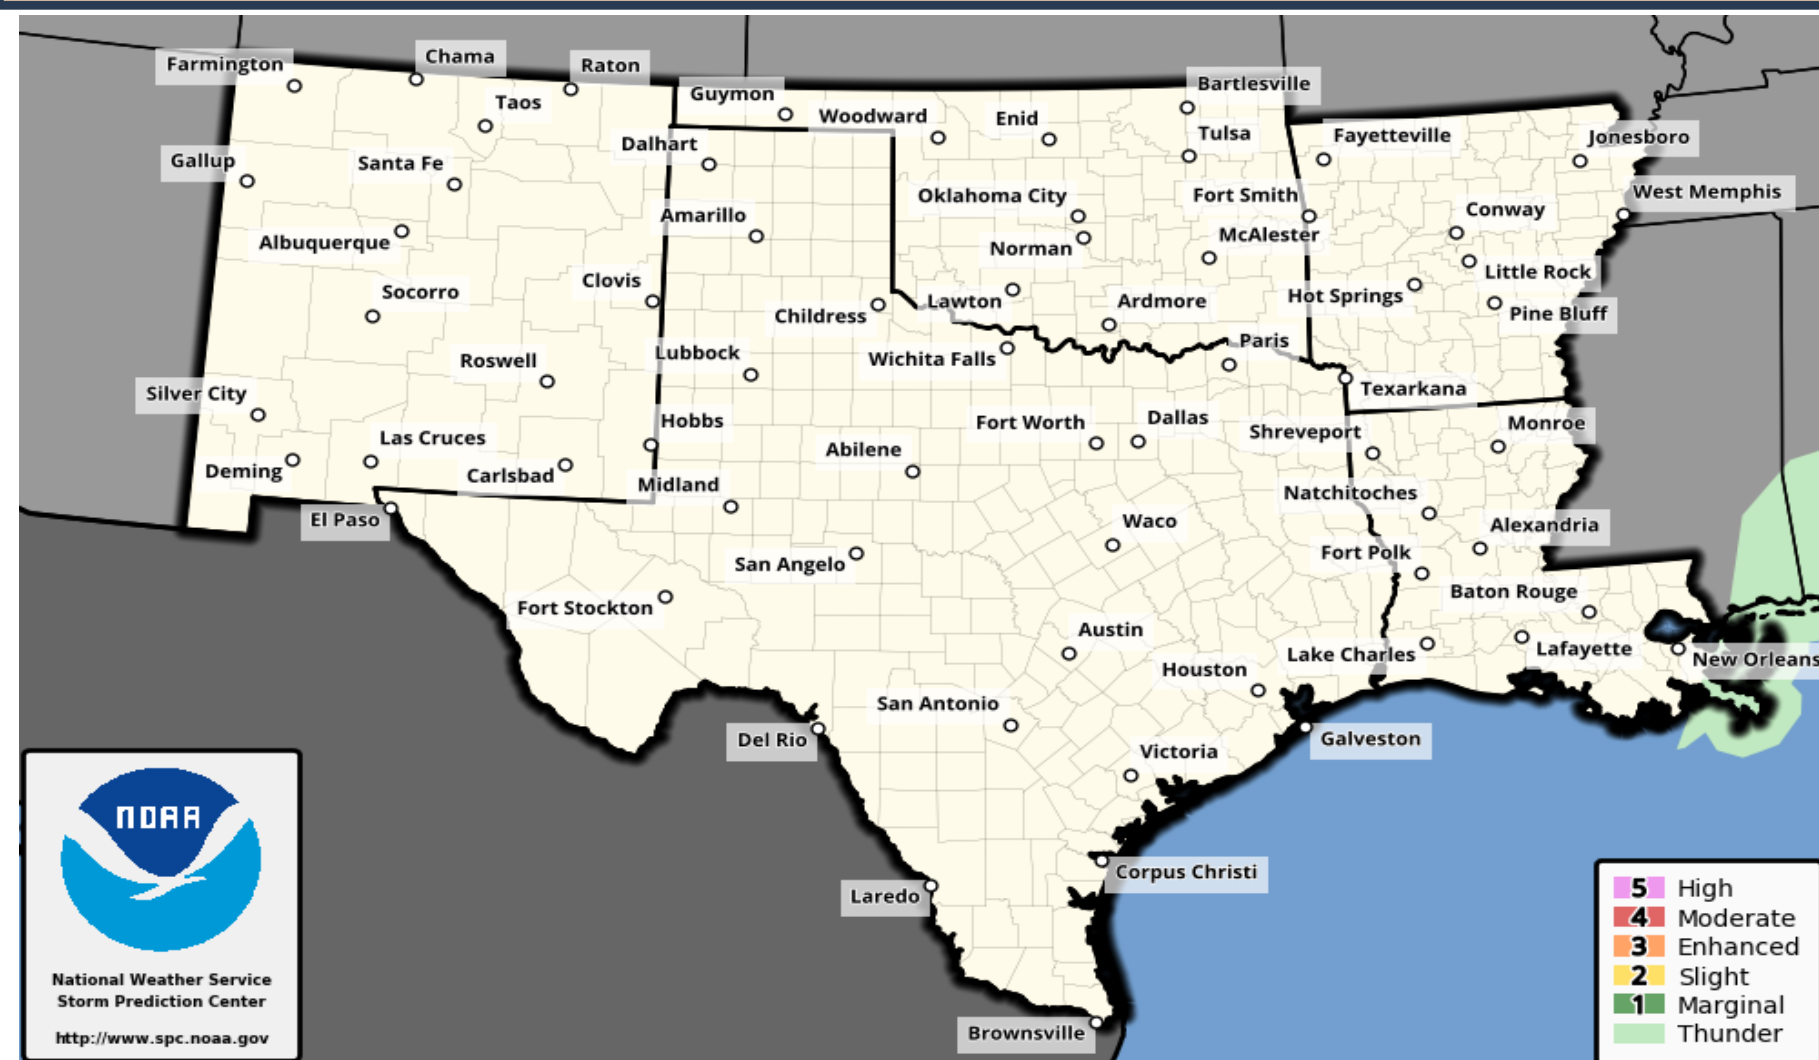 Farmington
Chama
Raton
Guymon
Bartlesville
Taos
Woodward
Enid
Tulsa
Fayetteville
Jonesboro
Gallup
Santa Fe
Dalhart
Oklahoma City
Fort Smith
West Memphis
Conway
Albuquerque
Amarillo
Norman
McAlester
Little Rock
Socorro
Clovis
Childress
Lawton
Ardmore
Hot Springs
Pine Bluff
Roswell
Lubbock
Wichita Falls
Paris
Texarkana
Silver City
Hobbs
Fort Worth
Dallas
Shreveport
Monroe
Las Cruces
Abilene
Deming
Carlsbad
Midland
Natchitoches
El Paso
Waco
Alexandria
San Angelo
Fort Polk
Fort Stockton
Baton Rouge
Austin
Lake Charles
Lafayette
New Orleans
Houston
San Antonio
Del Rio
Galveston
Victoria
Corpus Christi
Laredo
Brownsville
NOAA
National Weather Service
Storm Prediction Center
http://www.spc.noaa.gov
5 High
4 Moderate
3 Enhanced
2 Slight
1 Marginal
Thunder